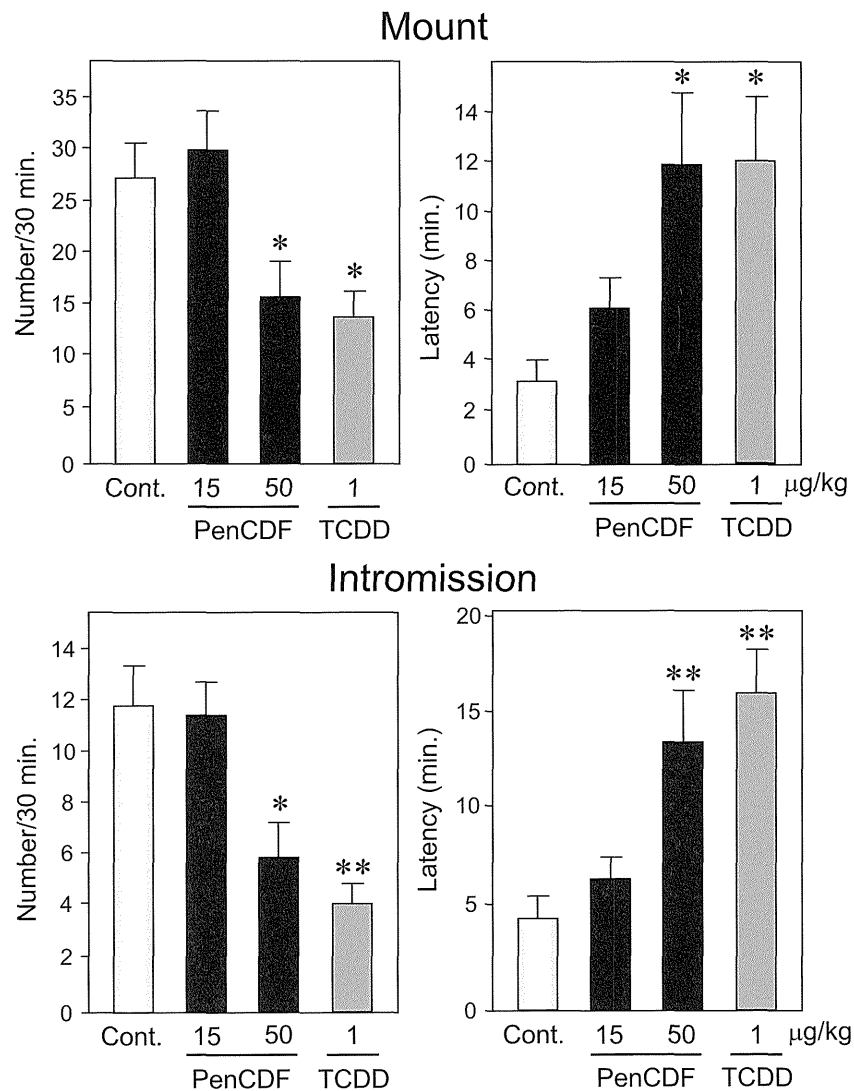 Mount
Number/30 min.
35
30
25
20
15
10
5
0
*
*
Cont. 15 50 1
PenCDF TCDD
Latency (min.)
14
12
10
8
6
4
2
0
*
*
Cont. 15 50 1 μg/kg
PenCDF TCDD
Intromission
Number/30 min.
14
12
10
8
6
4
2
0
*
**
Cont. 15 50 1
PenCDF TCDD
Latency (min.)
20
15
10
5
0
**
**
Cont. 15 50 1 μg/kg
PenCDF TCDD